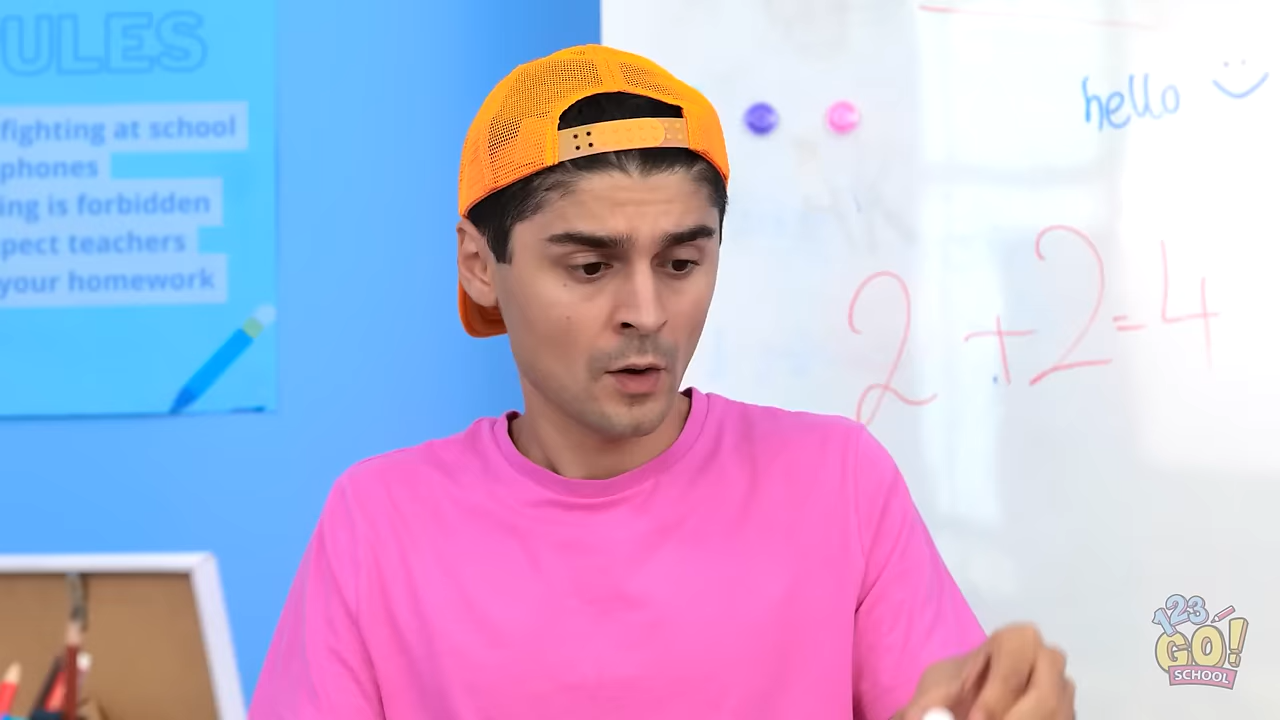 ULES
fighting at school
phones
ing is forbidden
pect teachers
your homework
hello
2 + 2 = 4
123
GO!
SCHOOL